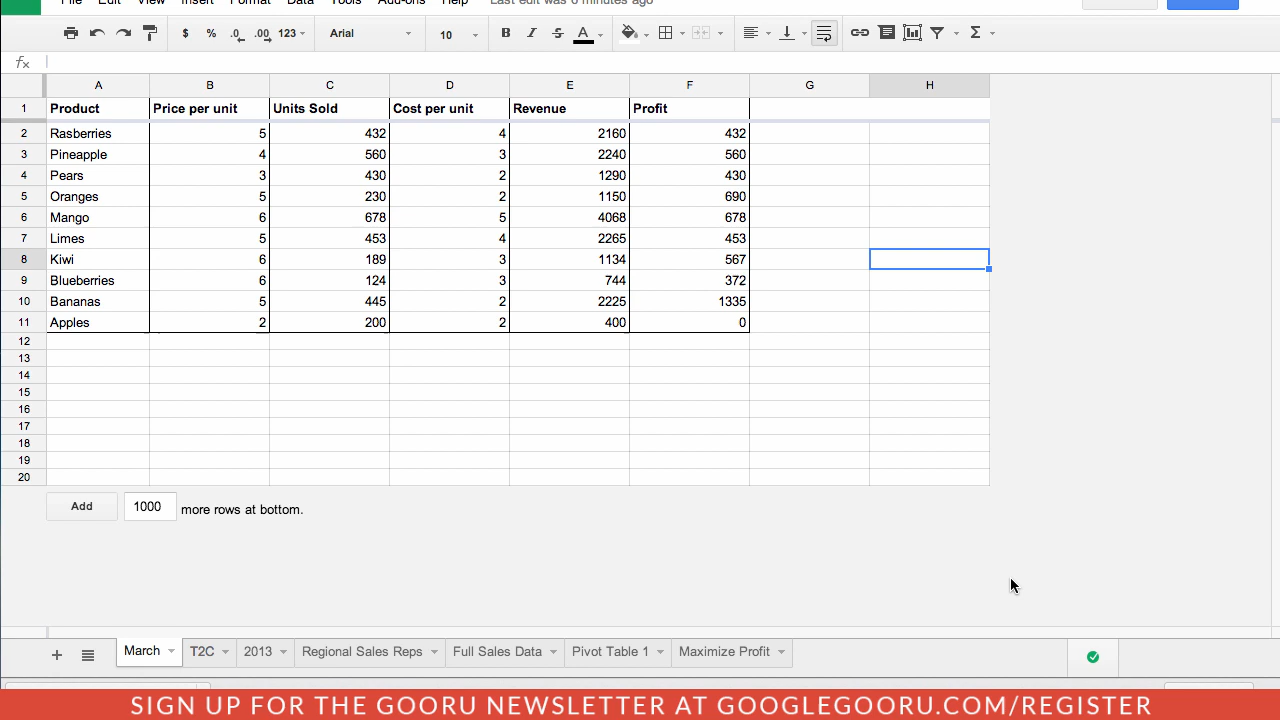 File Edit View Insert Format Data Tools Add-ons Help Last edit was 6 minutes ago
$ % .0 .00 123 Arial 10 B I S A Σ
fx
A B C D E F G H
1 Product Price per unit Units Sold Cost per unit Revenue Profit
2 Rasberries 5 432 4 2160 432
3 Pineapple 4 560 3 2240 560
4 Pears 3 430 2 1290 430
5 Oranges 5 230 2 1150 690
6 Mango 6 678 5 4068 678
7 Limes 5 453 4 2265 453
8 Kiwi 6 189 3 1134 567
9 Blueberries 6 124 3 744 372
10 Bananas 5 445 2 2225 1335
11 Apples 2 200 2 400 0
12
13
14
15
16
17
18
19
20
Add 1000 more rows at bottom.
+ March T2C 2013 Regional Sales Reps Full Sales Data Pivot Table 1 Maximize Profit
SIGN UP FOR THE GOORU NEWSLETTER AT GOOGLEGOORU.COM/REGISTER